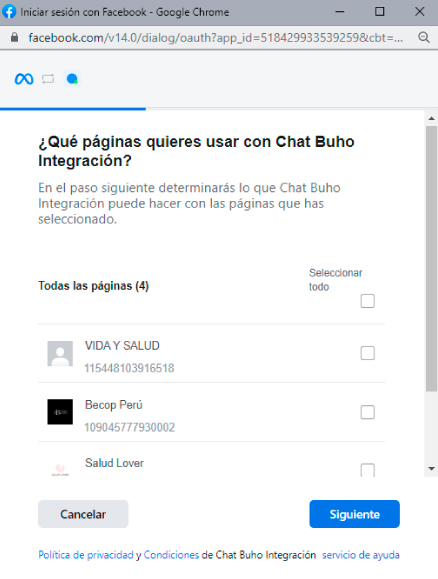 Iniciar sesión con Facebook - Google Chrome
facebook.com/v14.0/dialog/oauth?app_id=5184299335392598&cbt=...
¿Qué páginas quieres usar con Chat Buho
Integración?
En el paso siguiente determinarás lo que Chat Buho
Integración puede hacer con las páginas que has
seleccionado.
Todas las páginas (4)
Seleccionar
todo
VIDA Y SALUD
115448103916518
Becop Perú
109045777930002
Salud Lover
Cancelar
Siguiente
Política de privacidad y Condiciones de Chat Buho Integración servicio de ayuda